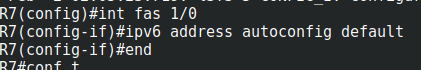 R7(config)#int fas 1/0
R7(config-if)#ipv6 address autoconfig default
R7(config-if)#end
R7#conf t